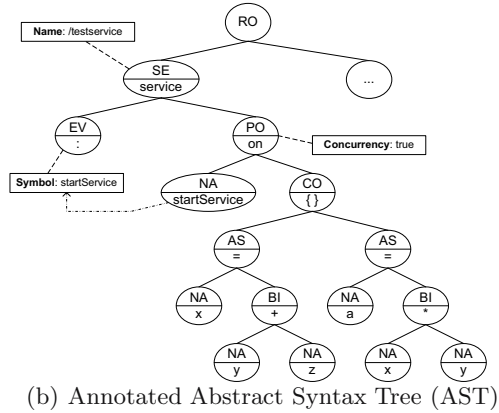 RO
Name: /testservice
SE
service
...
EV
:
PO
on
Concurrency: true
Symbol: startService
NA
startService
CO
{ }
AS
=
AS
=
NA
x
BI
+
NA
a
BI
*
NA
y
NA
z
NA
x
NA
y
(b) Annotated Abstract Syntax Tree (AST)